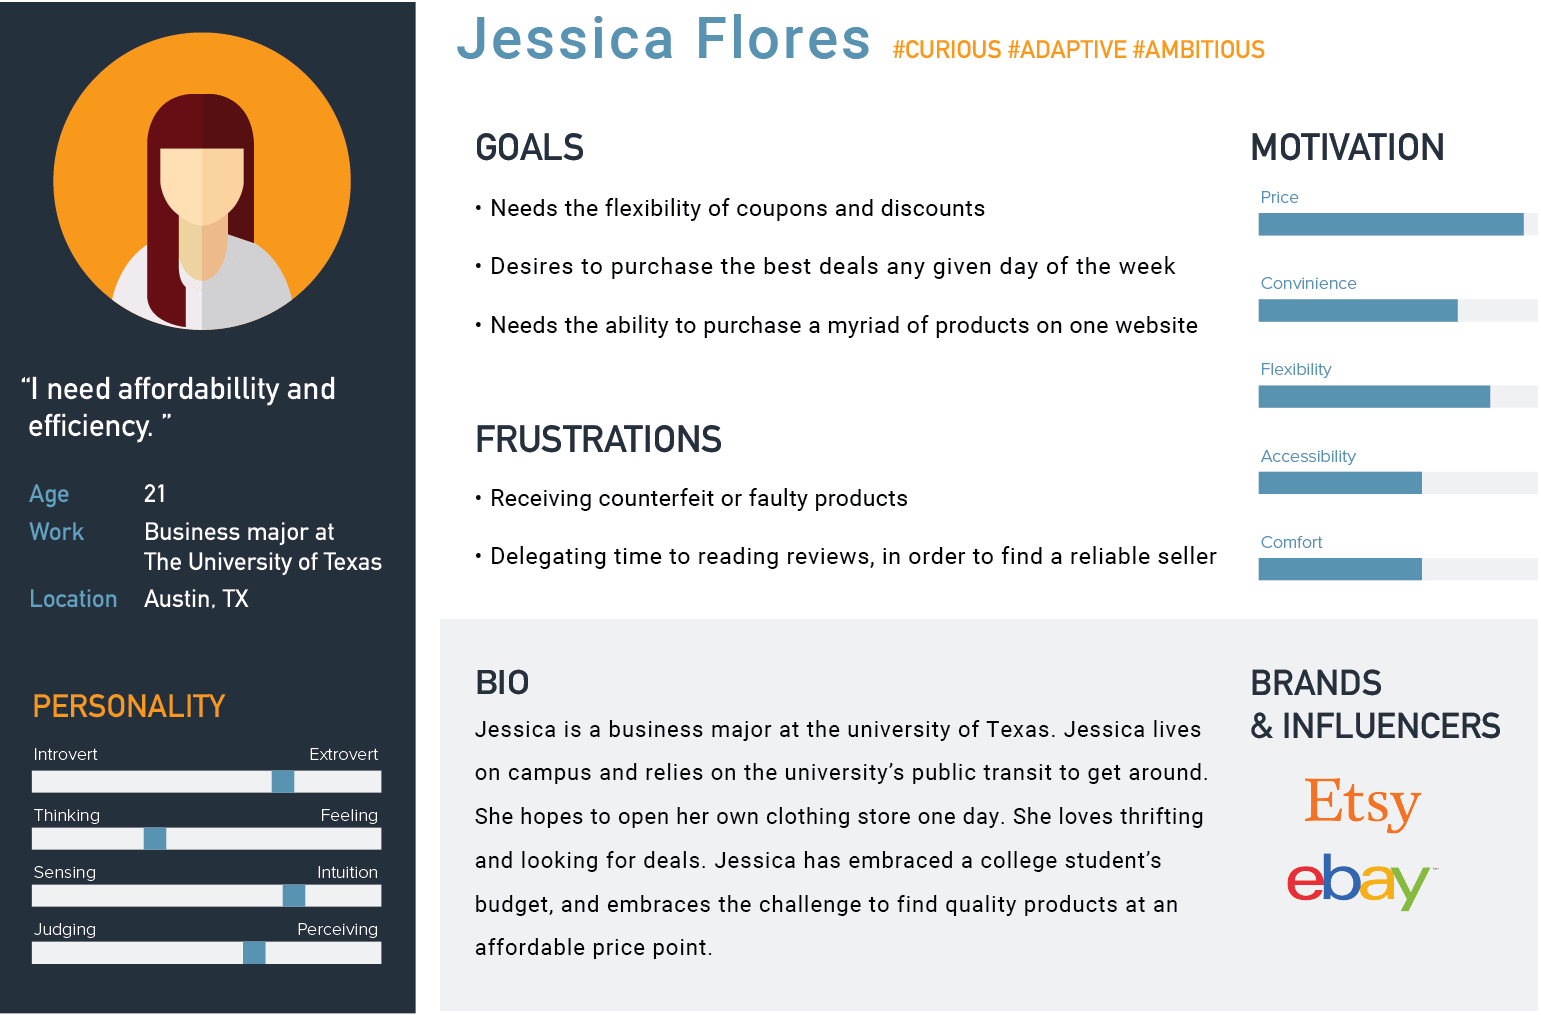 Jessica Flores #CURIOUS #ADAPTIVE #AMBITIOUS
“I need affordabillity and
efficiency. ”
Age 21
Work Business major at
The University of Texas
Location Austin, TX
PERSONALITY
Introvert Extrovert
Thinking Feeling
Sensing Intuition
Judging Perceiving
GOALS
• Needs the flexibility of coupons and discounts
• Desires to purchase the best deals any given day of the week
• Needs the ability to purchase a myriad of products on one website
FRUSTRATIONS
• Receiving counterfeit or faulty products
• Delegating time to reading reviews, in order to find a reliable seller
MOTIVATION
Price
Convinience
Flexibility
Accessibility
Comfort
BIO
Jessica is a business major at the university of Texas. Jessica lives
on campus and relies on the university’s public transit to get around.
She hopes to open her own clothing store one day. She loves thrifting
and looking for deals. Jessica has embraced a college student’s
budget, and embraces the challenge to find quality products at an
affordable price point.
BRANDS
& INFLUENCERS
Etsy
ebay™